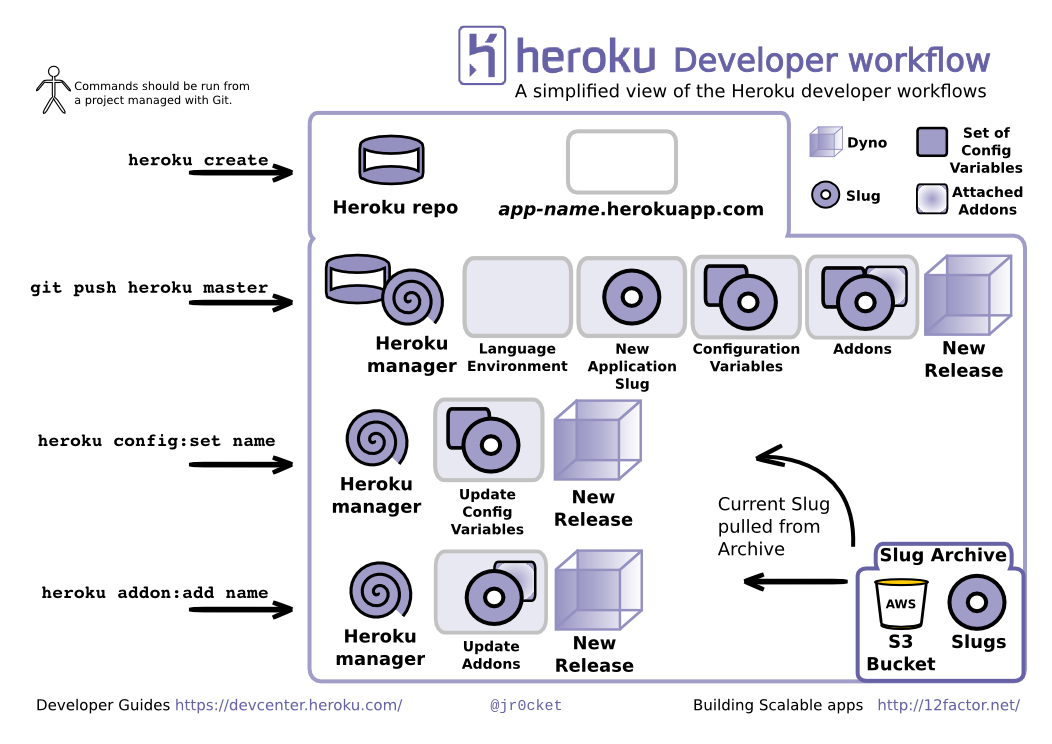 heroku Developer workflow
A simplified view of the Heroku developer workflows
Commands should be run from
a project managed with Git.
heroku create
Heroku repo
app-name.herokuapp.com
Dyno
Set of
Config
Variables
Slug
Attached
Addons
git push heroku master
Heroku
manager
Language
Environment
New
Application
Slug
Configuration
Variables
Addons
New
Release
heroku config:set name
Heroku
manager
Update
Config
Variables
New
Release
Current Slug
pulled from
Archive
heroku addon:add name
Heroku
manager
Update
Addons
New
Release
Slug Archive
AWS
S3
Bucket
Slugs
Developer Guides https://devcenter.heroku.com/
@jr0cket
Building Scalable apps http://12factor.net/